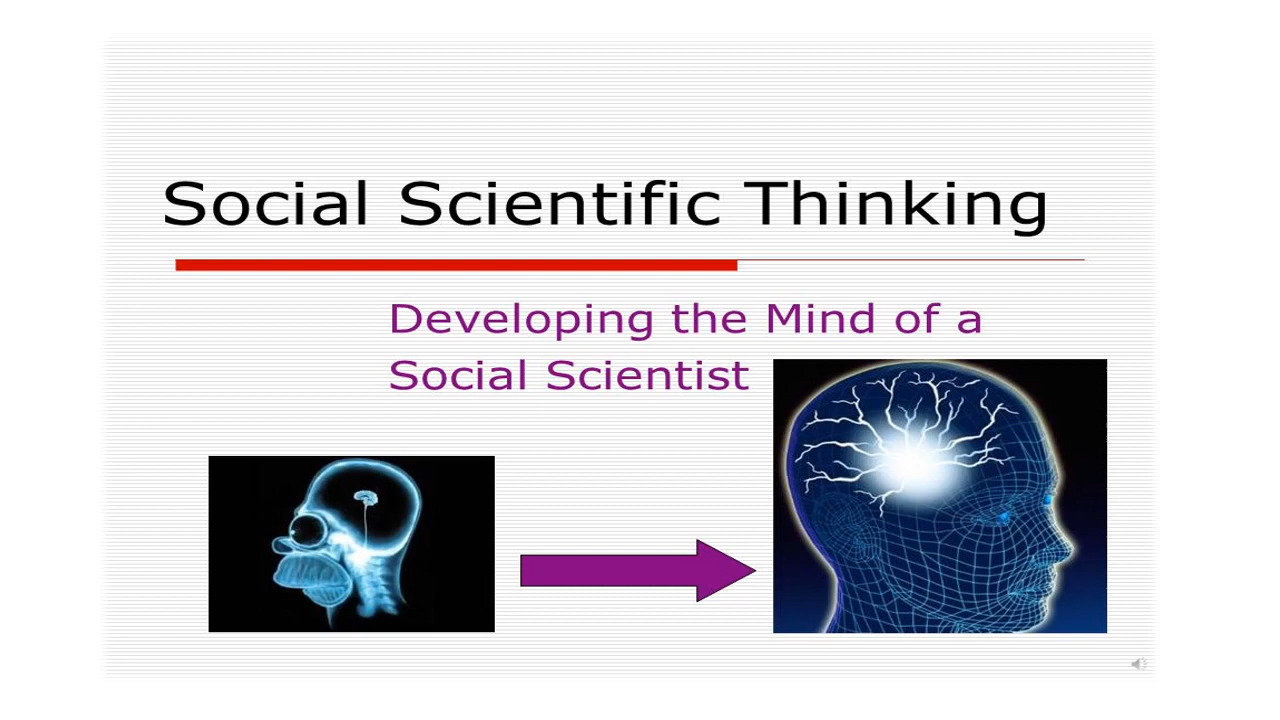 Social Scientific Thinking
Developing the Mind of a
Social Scientist